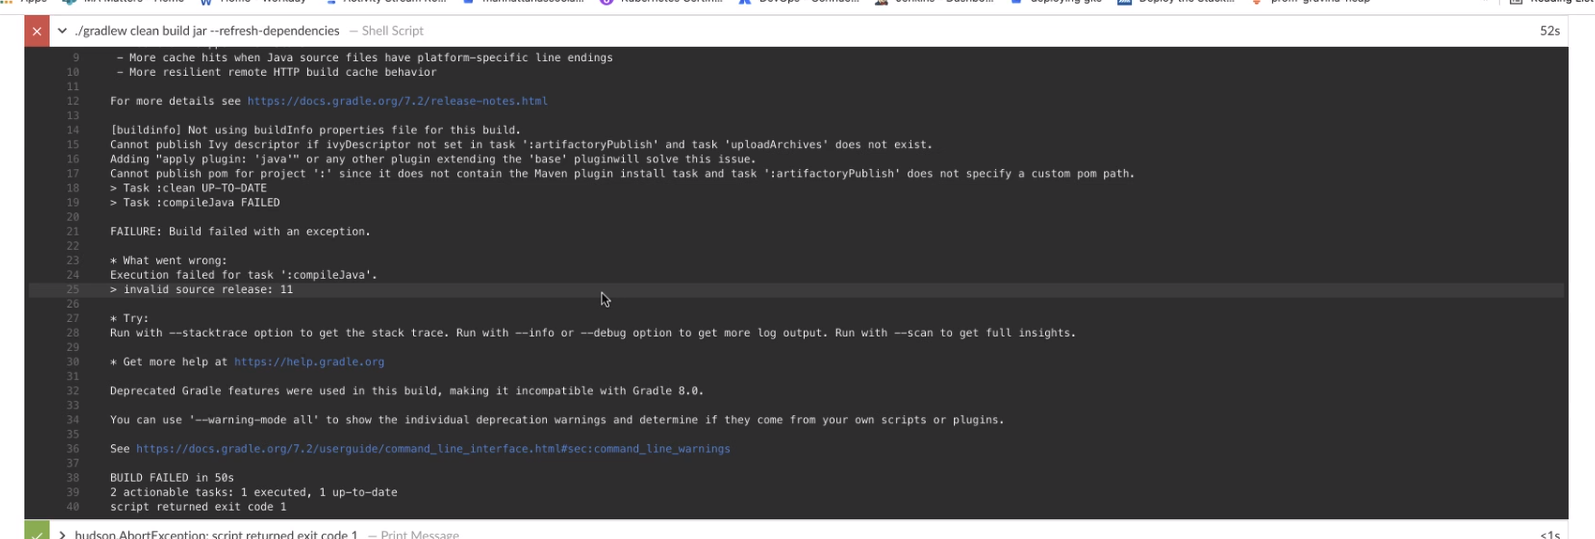 Apps
Home
./gradlew clean build jar --refresh-dependencies — Shell Script 52s
9 - More cache hits when Java source files have platform-specific line endings
10 - More resilient remote HTTP build cache behavior
11
12 For more details see https://docs.gradle.org/7.2/release-notes.html
13
14 [buildinfo] Not using buildInfo properties file for this build.
15 Cannot publish Ivy descriptor if ivyDescriptor not set in task ':artifactoryPublish' and task 'uploadArchives' does not exist.
16 Adding "apply plugin: 'java'" or any other plugin extending the 'base' pluginwill solve this issue.
17 Cannot publish pom for project ':' since it does not contain the Maven plugin install task and task ':artifactoryPublish' does not specify a custom pom path.
18 > Task :clean UP-TO-DATE
19 > Task :compileJava FAILED
20
21 FAILURE: Build failed with an exception.
22
23 * What went wrong:
24 Execution failed for task ':compileJava'.
25 > invalid source release: 11
26
27 * Try:
28 Run with --stacktrace option to get the stack trace. Run with --info or --debug option to get more log output. Run with --scan to get full insights.
29
30 * Get more help at https://help.gradle.org
31
32 Deprecated Gradle features were used in this build, making it incompatible with Gradle 8.0.
33
34 You can use '--warning-mode all' to show the individual deprecation warnings and determine if they come from your own scripts or plugins.
35
36 See https://docs.gradle.org/7.2/userguide/command_line_interface.html#sec:command_line_warnings
37
38 BUILD FAILED in 50s
39 2 actionable tasks: 1 executed, 1 up-to-date
40 script returned exit code 1
hudson.AbortException: script returned exit code 1 — Print Message <1s